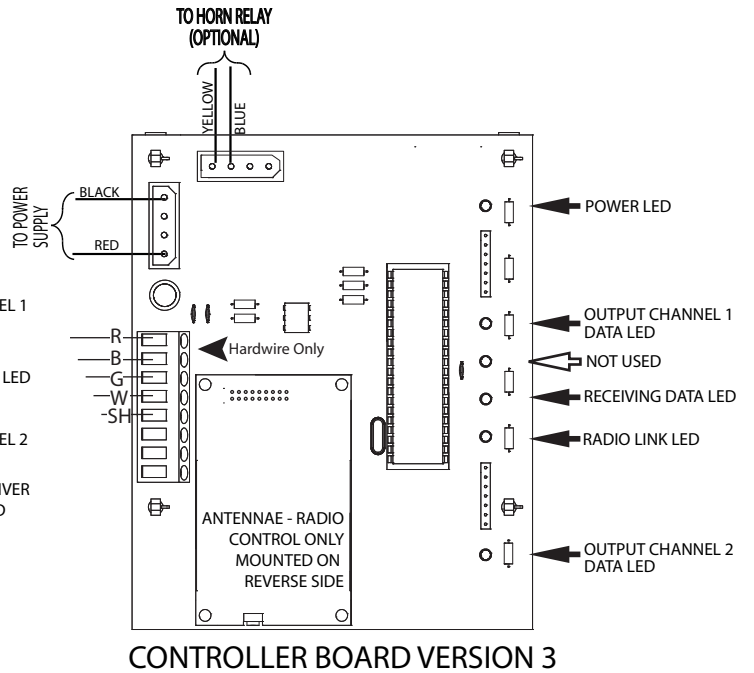 TO HORN RELAY
(OPTIONAL)
YELLOW
BLUE
BLACK
TO POWER
SUPPLY
RED
POWER LED
EL 1
OUTPUT CHANNEL 1
DATA LED
R
Hardwire Only
B
NOT USED
LED
G
RECEIVING DATA LED
W
SH
RADIO LINK LED
EL 2
IVER
ANTENNAE - RADIO
CONTROL ONLY
MOUNTED ON
REVERSE SIDE
OUTPUT CHANNEL 2
DATA LED
CONTROLLER BOARD VERSION 3